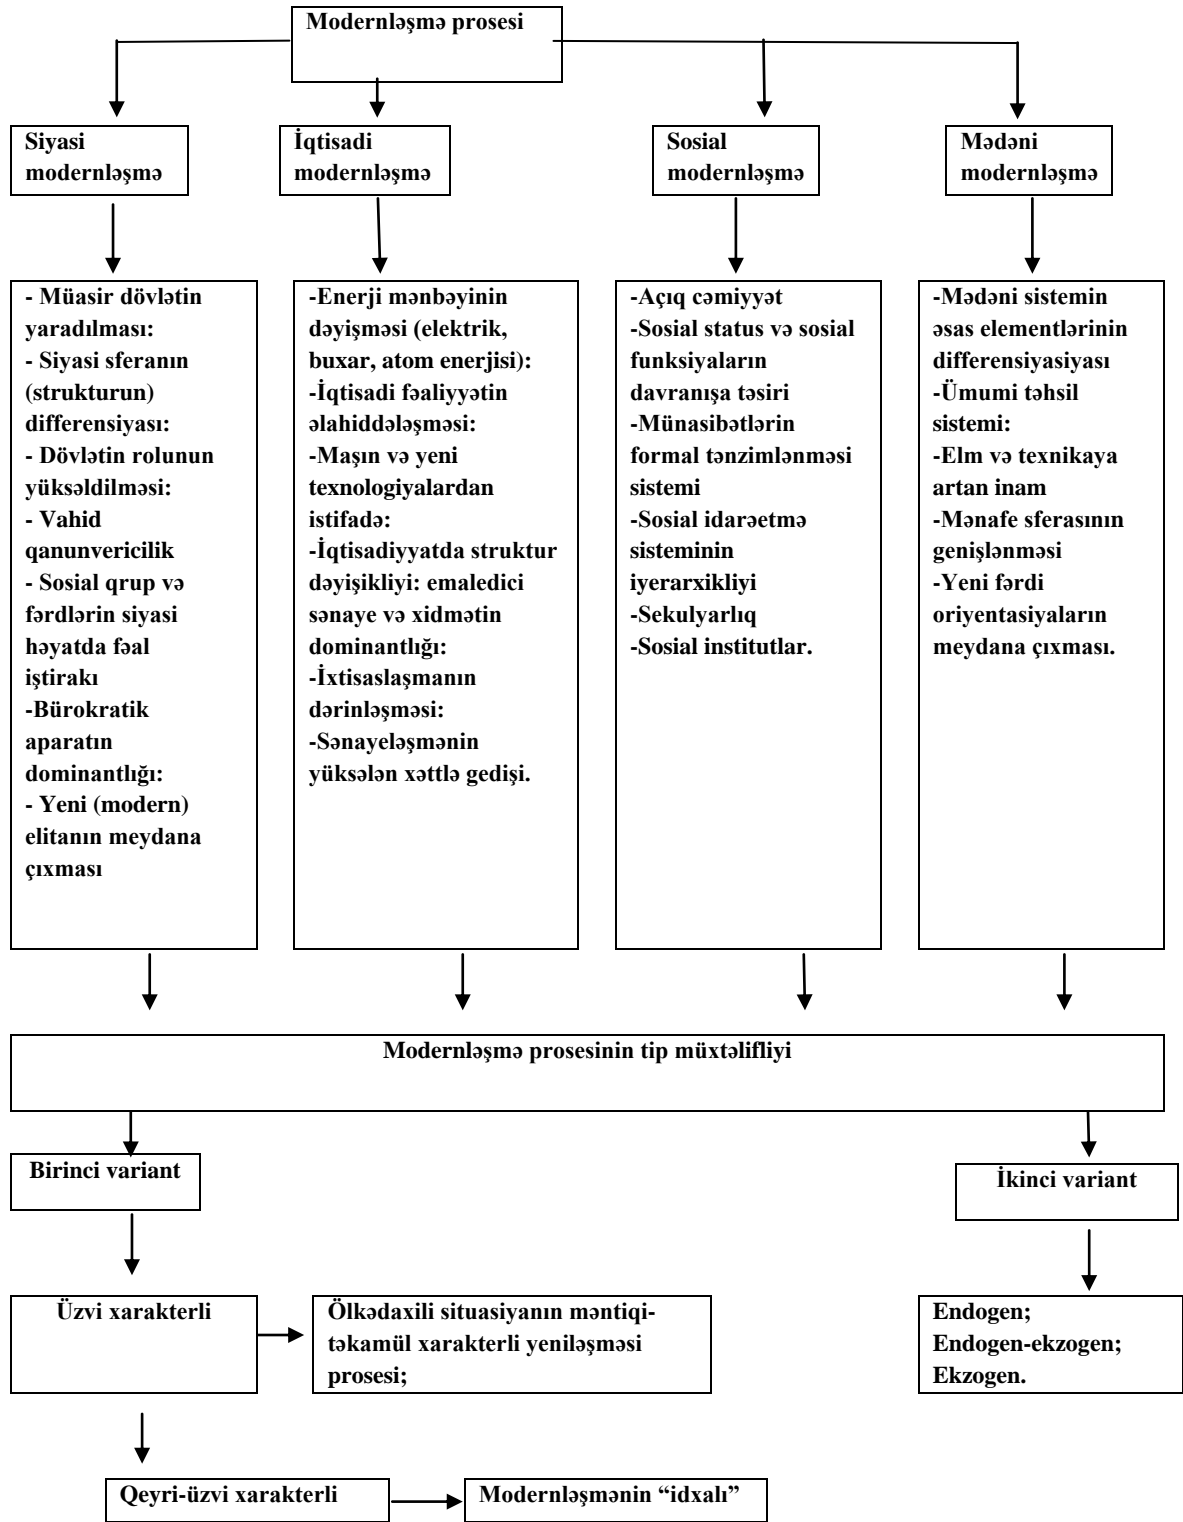 Modernləşmə prosesi
Siyasi
modernləşmə
İqtisadi
modernləşmə
Sosial
modernləşmə
Mədəni
modernləşmə
- Müasir dövlətin
yaradılması:
- Siyasi sferanın
(strukturun)
differensiyası:
- Dövlətin rolunun
yüksəldilməsi:
- Vahid
qanunvericilik
- Sosial qrup və
fərdlərin siyasi
həyatda fəal
iştirakı
-Bürokratik
aparatın
dominantlığı:
- Yeni (modern)
elitanın meydana
çıxması
-Enerji mənbəyinin
dəyişməsi (elektrik,
buxar, atom enerjisi):
-İqtisadi fəaliyyətin
əlahiddələşməsi:
-Maşın və yeni
texnologiyalardan
istifadə:
-İqtisadiyyatda struktur
dəyişikliyi: emaledici
sənaye və xidmətin
dominantlığı:
-İxtisaslaşmanın
dərinləşməsi:
-Sənayeləşmənin
yüksələn xəttlə gedişi.
-Açıq cəmiyyət
-Sosial status və sosial
funksiyaların
davranışa təsiri
-Münasibətlərin
formal tənzimlənməsi
sistemi
-Sosial idarəetmə
sisteminin
iyerarxikliyi
-Sekulyarlıq
-Sosial institutlar.
-Mədəni sistemin
əsas elementlərinin
differensiyasiyası
-Ümumi təhsil
sistemi:
-Elm və texnikaya
artan inam
-Mənafe sferasının
genişlənməsi
-Yeni fərdi
oriyentasiyaların
meydana çıxması.
Modernləşmə prosesinin tip müxtəlifliyi
Birinci variant
İkinci variant
Üzvi xarakterli
Ölkədaxili situasiyanın məntiqi-
təkamül xarakterli yeniləşməsi
prosesi;
Endogen;
Endogen-ekzogen;
Ekzogen.
Qeyri-üzvi xarakterli
Modernləşmənin “idxalı”